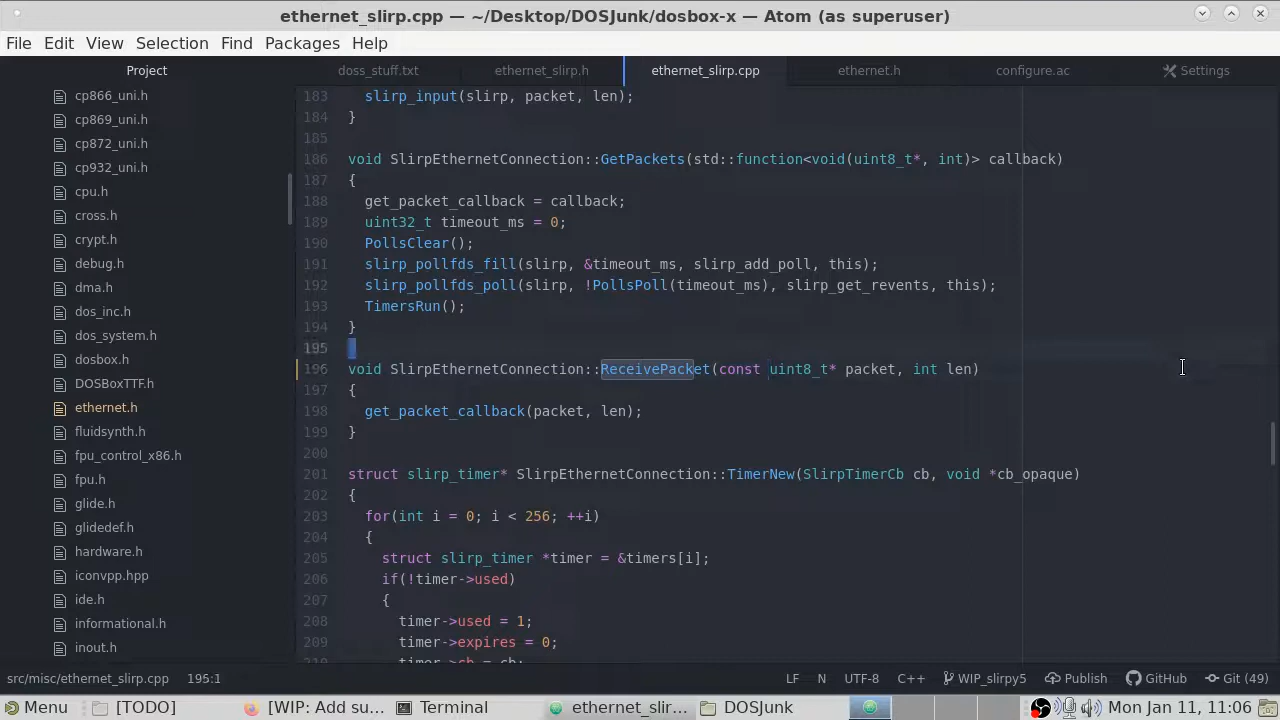 ethernet_slirp.cpp — ~/Desktop/DOSJunk/dosbox-x — Atom (as superuser)
File Edit View Selection Find Packages Help
Project
doss_stuff.txt ethernet_slirp.h ethernet_slirp.cpp ethernet.h configure.ac Settings
cp866_uni.h
cp869_uni.h
cp872_uni.h
cp932_uni.h
cpu.h
cross.h
crypt.h
debug.h
dma.h
dos_inc.h
dos_system.h
dosbox.h
DOSBoxTTF.h
ethernet.h
fluidsynth.h
fpu_control_x86.h
fpu.h
glide.h
glidedef.h
hardware.h
iconvpp.hpp
ide.h
informational.h
inout.h
183 slirp_input(slirp, packet, len);
184 }
185
186 void SlirpEthernetConnection::GetPackets(std::function<void(uint8_t*, int)> callback)
187 {
188 get_packet_callback = callback;
189 uint32_t timeout_ms = 0;
190 PollsClear();
191 slirp_pollfds_fill(slirp, &timeout_ms, slirp_add_poll, this);
192 slirp_pollfds_poll(slirp, !PollsPoll(timeout_ms), slirp_get_revents, this);
193 TimersRun();
194 }
195
196 void SlirpEthernetConnection::ReceivePacket(const uint8_t* packet, int len)
197 {
198 get_packet_callback(packet, len);
199 }
200
201 struct slirp_timer* SlirpEthernetConnection::TimerNew(SlirpTimerCb cb, void *cb_opaque)
202 {
203 for(int i = 0; i < 256; ++i)
204 {
205 struct slirp_timer *timer = &timers[i];
206 if(!timer->used)
207 {
208 timer->used = 1;
209 timer->expires = 0;
210 timer->cb = cb;
src/misc/ethernet_slirp.cpp 195:1 LF N UTF-8 C++ WIP_slirpy5 Publish GitHub Git (49)
Menu [TODO] [WIP: Add su... Terminal ethernet_slir... DOSJunk Mon Jan 11, 11:06